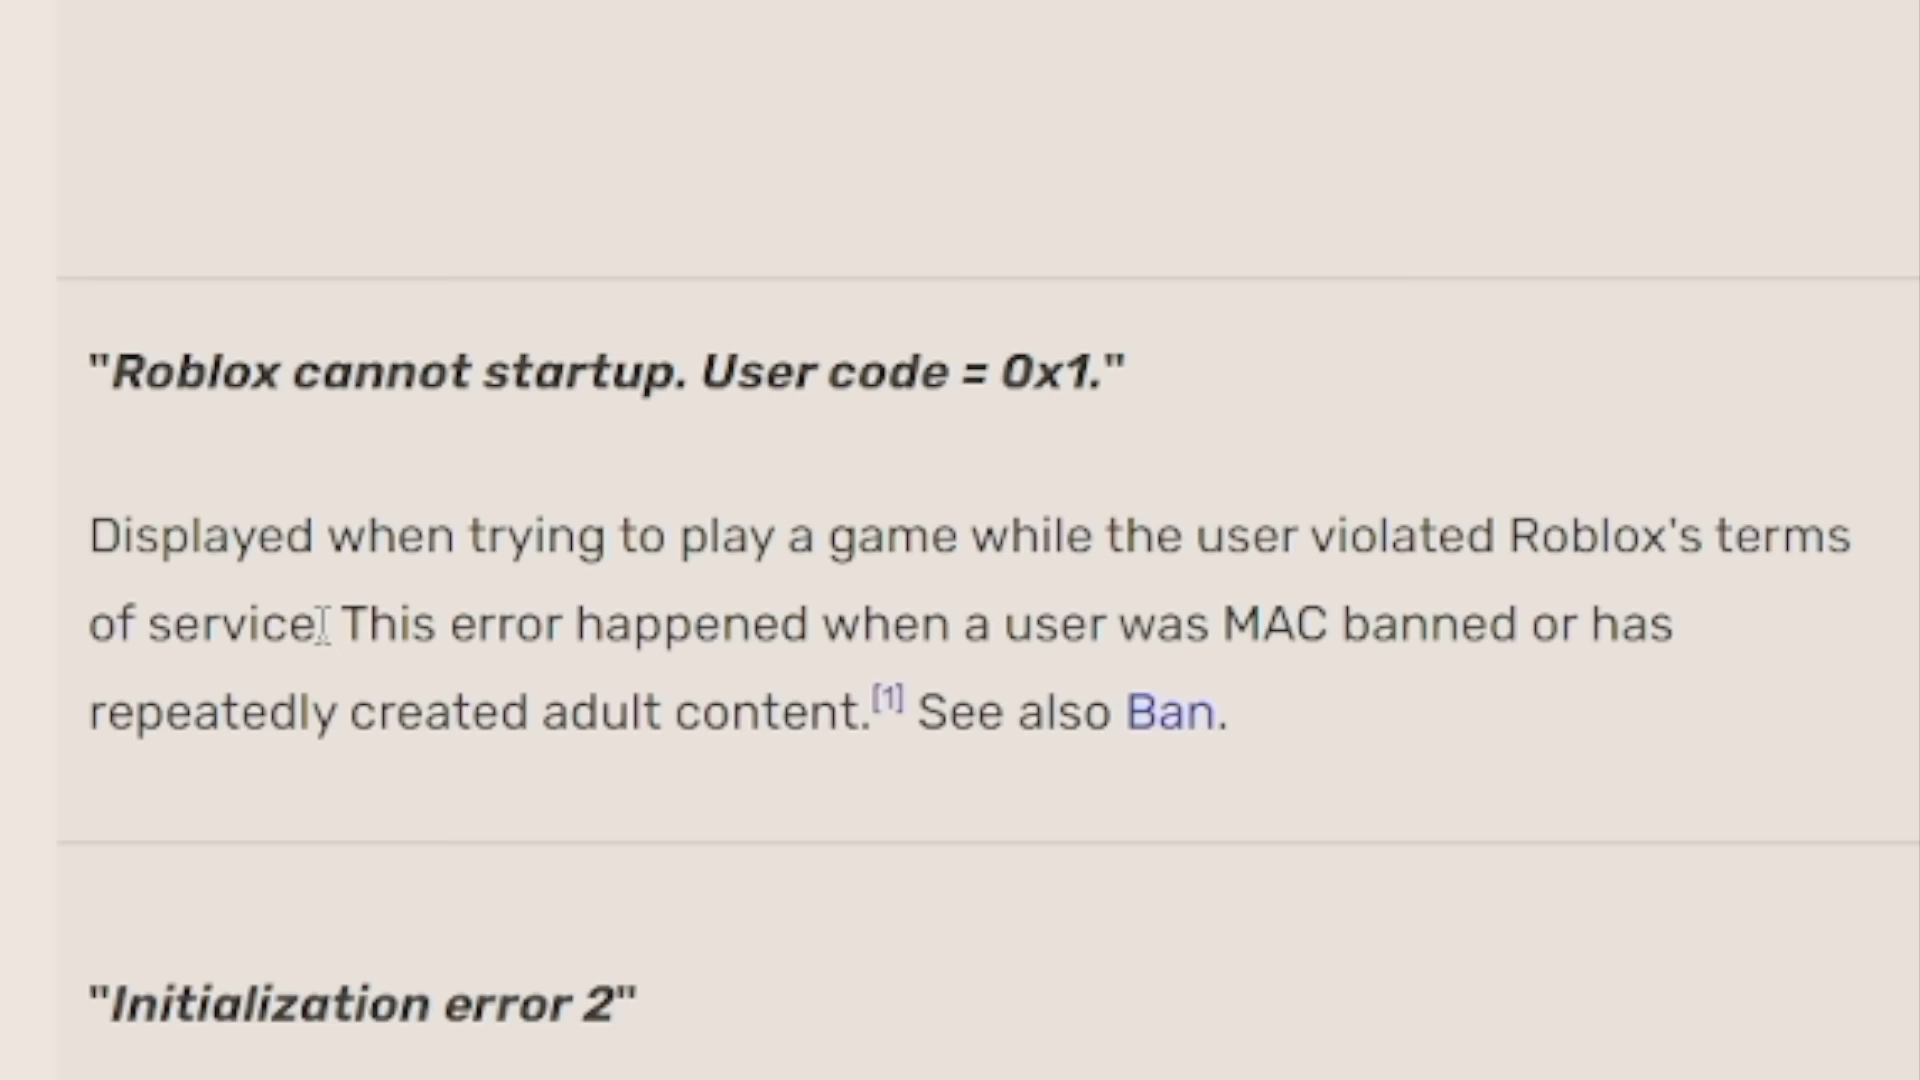 "Roblox cannot startup. User code = 0x1."
Displayed when trying to play a game while the user violated Roblox's terms
of service. This error happened when a user was MAC banned or has
repeatedly created adult content.[1] See also Ban.
"Initialization error 2"